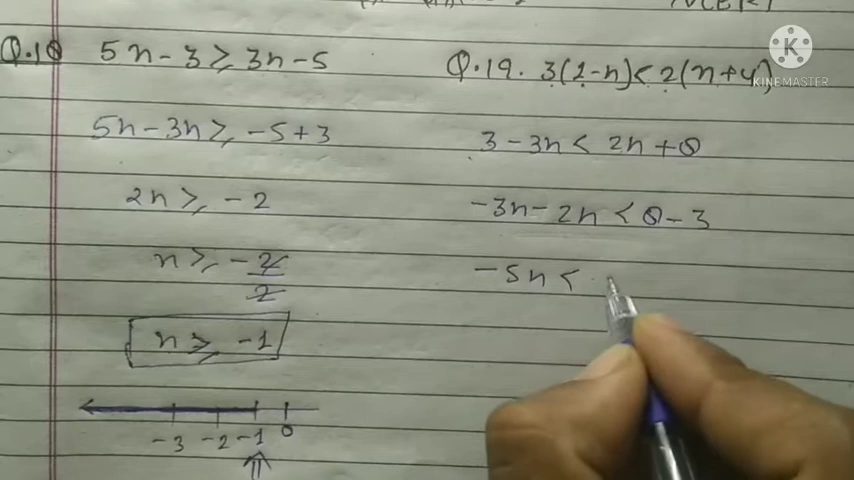 Q.18 5x-3 ≥ 3x-5
5x-3x ≥ -5+3
2x ≥ -2
x ≥ -2/2
x ≥ -1
-3 -2 -1 0
Q.19. 3(1-x) < 2(x+4)
3-3x < 2x+8
-3x-2x < 8-3
-5x <
K
KINEMASTER